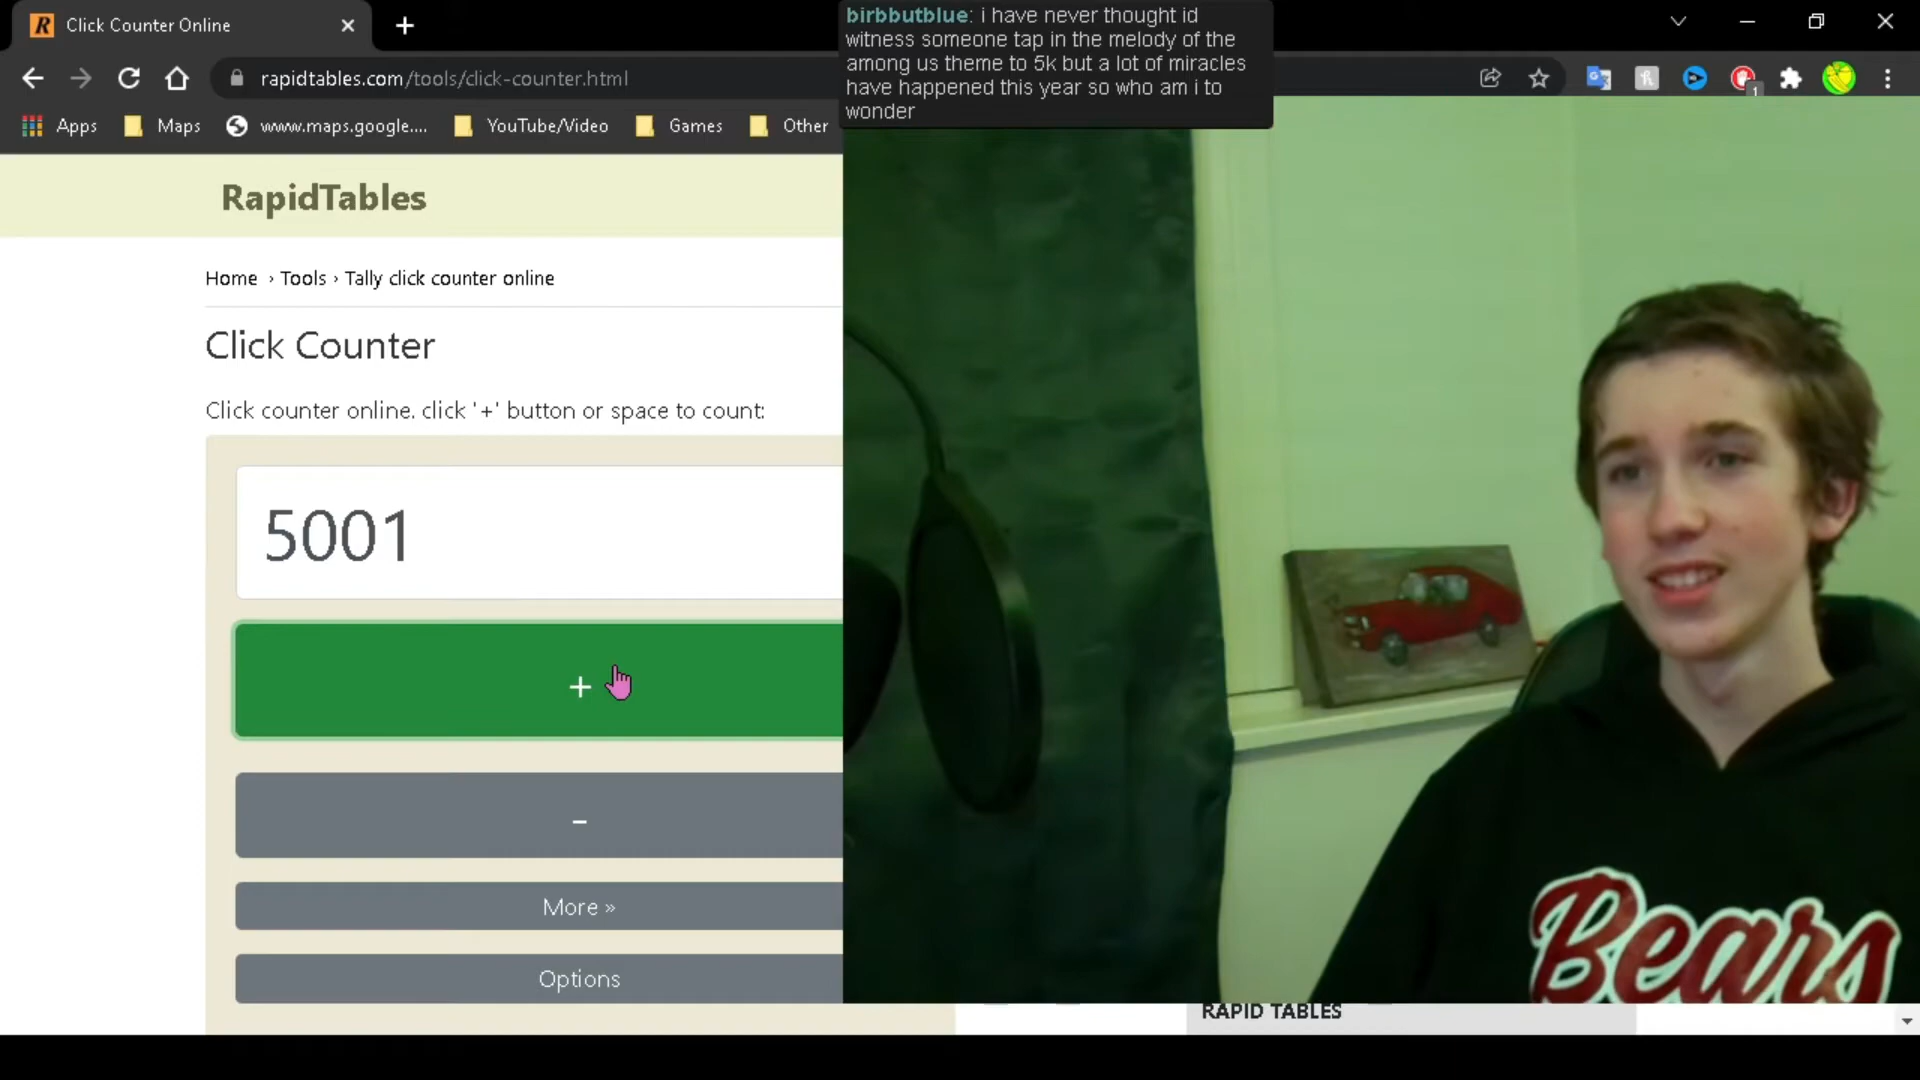 Click Counter Online
rapidtables.com/tools/click-counter.html
birbbutblue: i have never thought id
witness someone tap in the melody of the
among us theme to 5k but a lot of miracles
have happened this year so who am i to
wonder
1
Apps
Maps
www.maps.google....
YouTube/Video
Games
Other
RapidTables
Home › Tools › Tally click counter online
Click Counter
Click counter online. click '+' button or space to count:
5001
+
-
More »
Options
Bears
RAPID TABLES